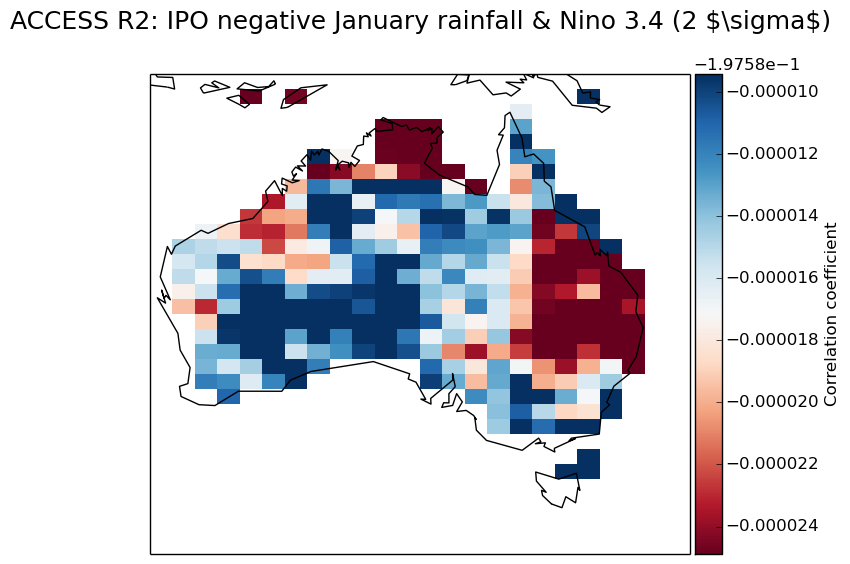 ACCESS R2: IPO negative January rainfall & Nino 3.4 (2 $\sigma$)
−1.9758e−1
−0.000010
−0.000012
−0.000014
−0.000016
−0.000018
−0.000020
−0.000022
−0.000024
Correlation coefficient